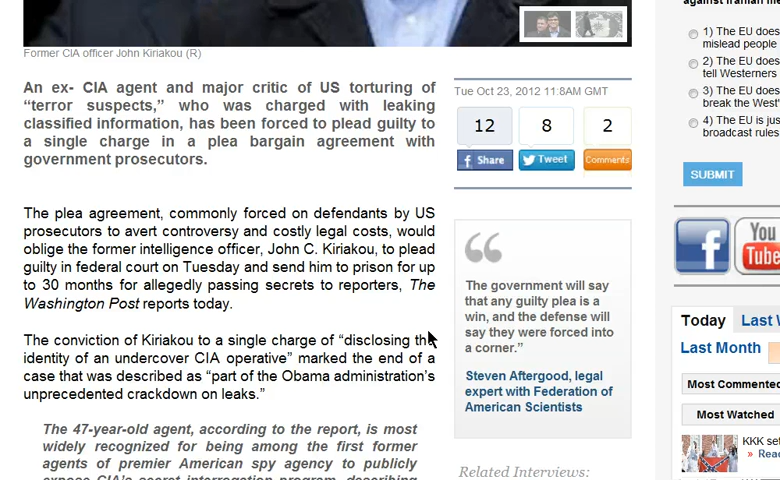 against Iranian me
Former CIA officer John Kiriakou (R)
An ex- CIA agent and major critic of US torturing of
“terror suspects,” who was charged with leaking
classified information, has been forced to plead guilty to
a single charge in a plea bargain agreement with
government prosecutors.
The plea agreement, commonly forced on defendants by US
prosecutors to avert controversy and costly legal costs, would
oblige the former intelligence officer, John C. Kiriakou, to plead
guilty in federal court on Tuesday and send him to prison for up
to 30 months for allegedly passing secrets to reporters, The
Washington Post reports today.
The conviction of Kiriakou to a single charge of “disclosing the
identity of an undercover CIA operative” marked the end of a
case that was described as “part of the Obama administration’s
unprecedented crackdown on leaks.”
The 47-year-old agent, according to the report, is most
widely recognized for being among the first former
agents of premier American spy agency to publicly
expose CIA’s secret interrogation program, describing
Tue Oct 23, 2012 11:8AM GMT
12 8 2
f Share Tweet Comments
“
The government will say
that any guilty plea is a
win, and the defense will
say they were forced into
a corner.”
Steven Aftergood, legal
expert with Federation of
American Scientists
Related Interviews:
1) The EU does
mislead people
2) The EU does
tell Westerners
3) The EU does
break the West'
4) The EU is jus
broadcast rules
SUBMIT
f You
Tube
Today Last W
Last Month
Most Commented
Most Watched
KKK set
» Read